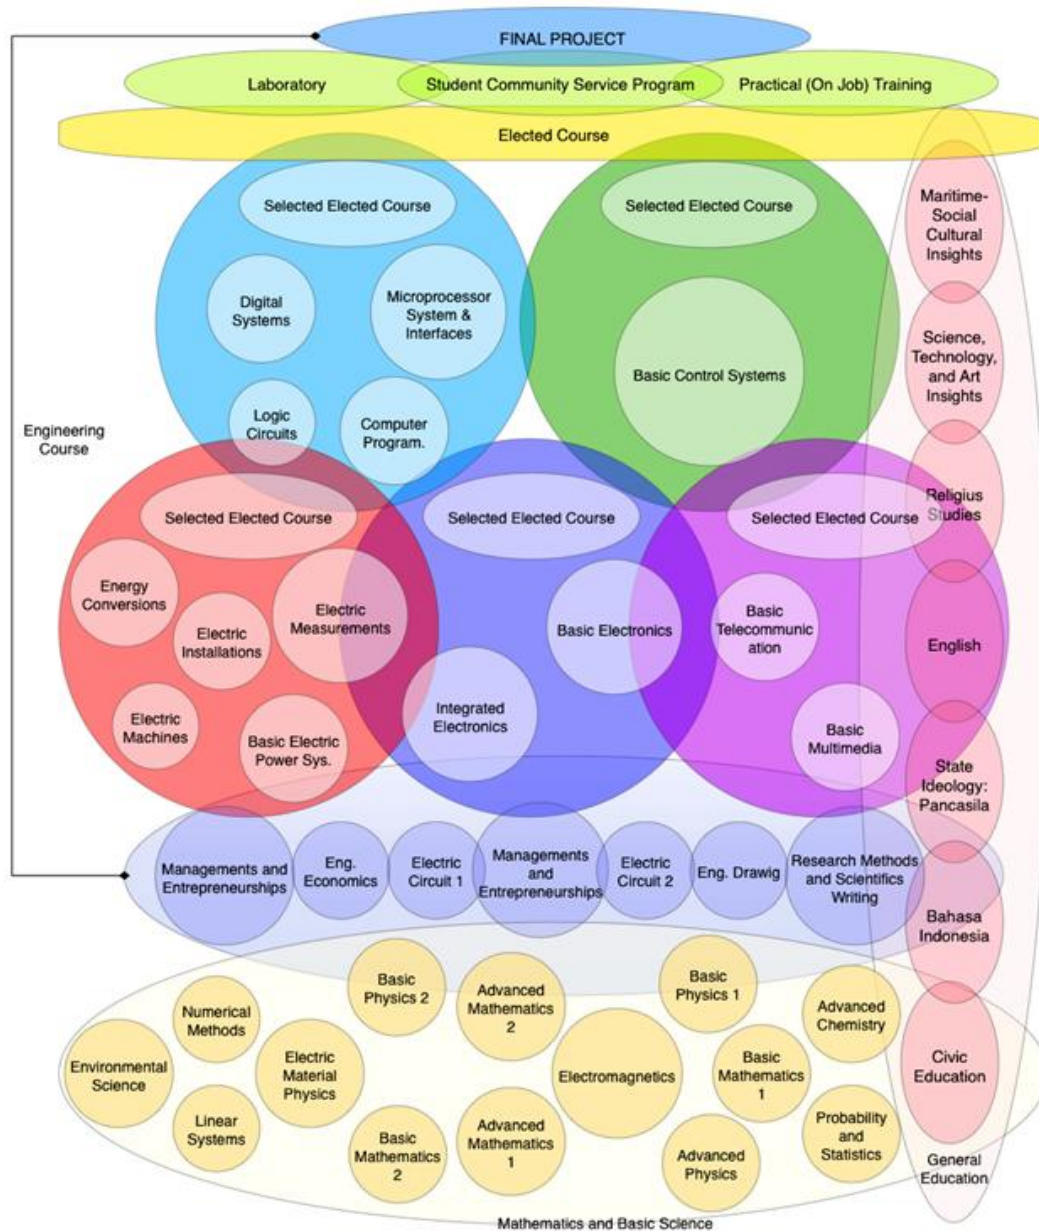 FINAL PROJECT
Laboratory
Student Community Service Program
Practical (On Job) Training
Elected Course
Selected Elected Course
Selected Elected Course
Maritime-
Social
Cultural
Insights
Digital
Systems
Microprocessor
System &
Interfaces
Basic Control Systems
Science,
Technology,
and Art
Insights
Engineering
Course
Logic
Circuits
Computer
Program.
Religius
Studies
Selected Elected Course
Selected Elected Course
Selected Elected Course
Energy
Conversions
Electric
Installations
Electric
Measurements
Basic Electronics
Basic
Telecommunic
ation
English
Electric
Machines
Basic Electric
Power Sys.
Integrated
Electronics
Basic
Multimedia
State
Ideology:
Pancasila
Managements and
Entrepreneurships
Eng.
Economics
Electric
Circuit 1
Managements
and
Entrepreneurships
Electric
Circuit 2
Eng. Drawig
Research Methods
and Scientifics
Writing
Bahasa
Indonesia
Basic
Physics 2
Advanced
Mathematics
2
Basic
Physics 1
Advanced
Chemistry
Numerical
Methods
Environmental
Science
Electric
Material
Physics
Electromagnetics
Basic
Mathematics
1
Civic
Education
Linear
Systems
Basic
Mathematics
2
Advanced
Mathematics
1
Advanced
Physics
Probability
and
Statistics
General
Education
Mathematics and Basic Science